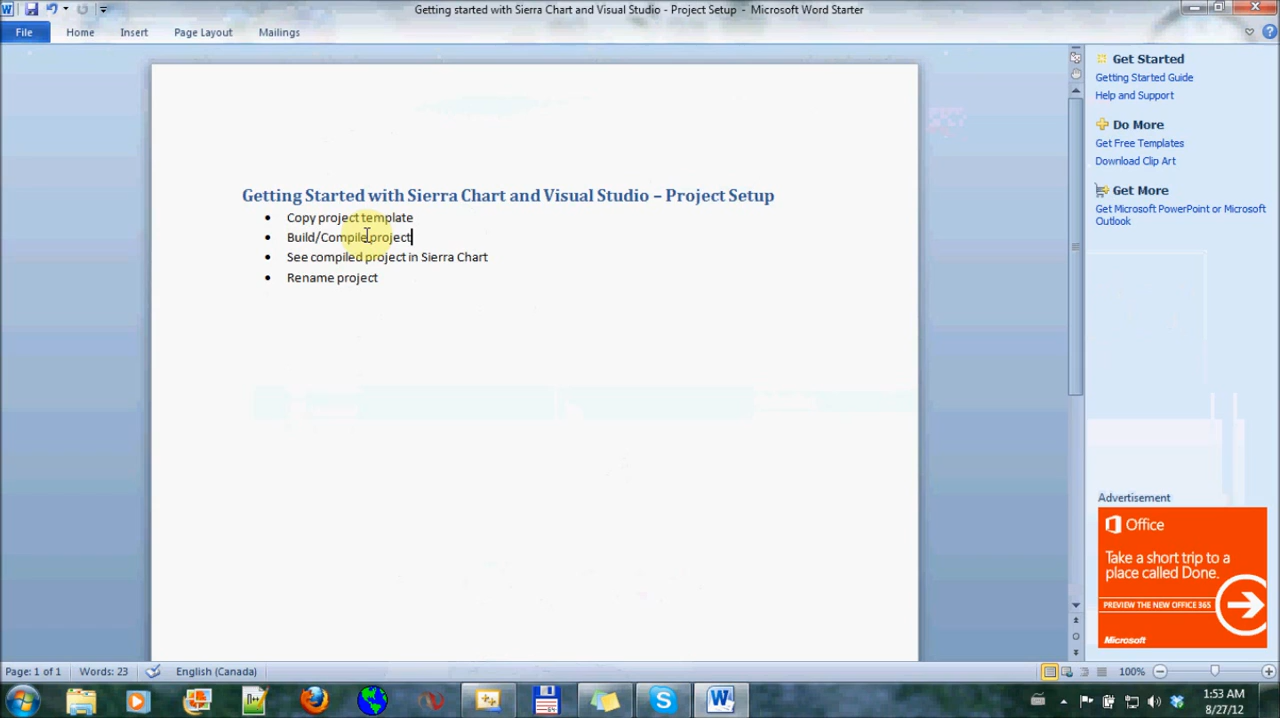 Getting started with Sierra Chart and Visual Studio - Project Setup - Microsoft Word Starter
File Home Insert Page Layout Mailings
Getting Started with Sierra Chart and Visual Studio – Project Setup
• Copy project template
• Build/Compile project
• See compiled project in Sierra Chart
• Rename project
Get Started
Getting Started Guide
Help and Support
Do More
Get Free Templates
Download Clip Art
Get More
Get Microsoft PowerPoint or Microsoft
Outlook
Advertisement
Office
Take a short trip to a
place called Done.
PREVIEW THE NEW OFFICE 365
Microsoft
Page: 1 of 1 Words: 23 English (Canada) 100%
1:53 AM
8/27/12